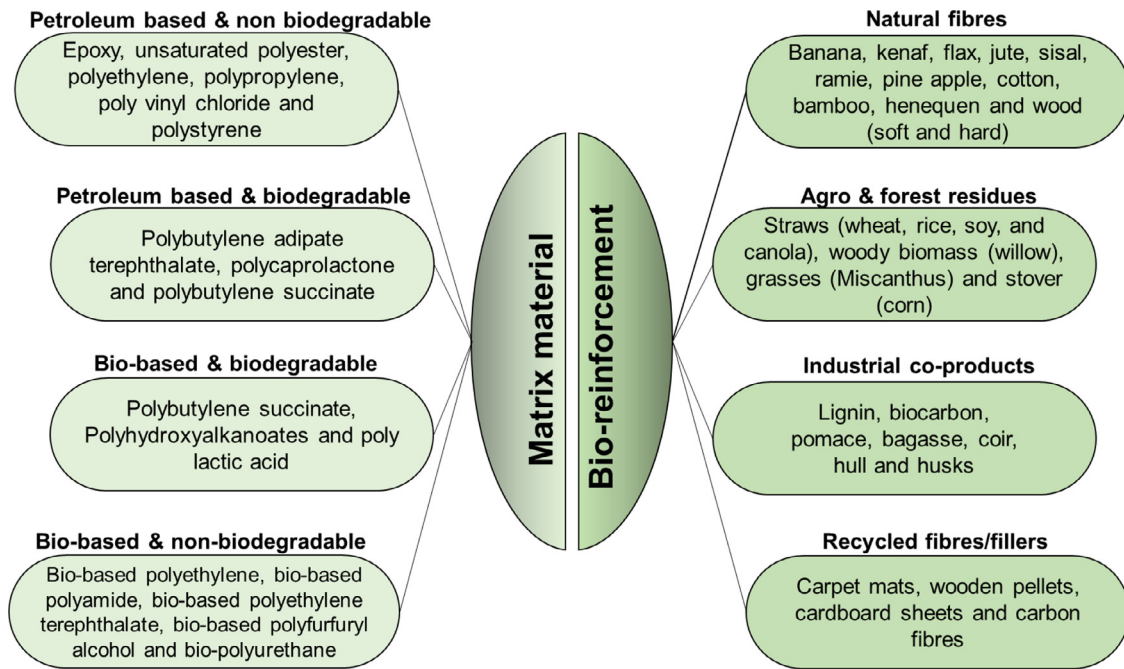 Petroleum based & non biodegradable
Epoxy, unsaturated polyester,
polyethylene, polypropylene,
poly vinyl chloride and
polystyrene
Petroleum based & biodegradable
Polybutylene adipate
terephthalate, polycaprolactone
and polybutylene succinate
Bio-based & biodegradable
Polybutylene succinate,
Polyhydroxyalkanoates and poly
lactic acid
Bio-based & non-biodegradable
Bio-based polyethylene, bio-based
polyamide, bio-based polyethylene
terephthalate, bio-based polyfurfuryl
alcohol and bio-polyurethane
Matrix material
Bio-reinforcement
Natural fibres
Banana, kenaf, flax, jute, sisal,
ramie, pine apple, cotton,
bamboo, henequen and wood
(soft and hard)
Agro & forest residues
Straws (wheat, rice, soy, and
canola), woody biomass (willow),
grasses (Miscanthus) and stover
(corn)
Industrial co-products
Lignin, biocarbon,
pomace, bagasse, coir,
hull and husks
Recycled fibres/fillers
Carpet mats, wooden pellets,
cardboard sheets and carbon
fibres